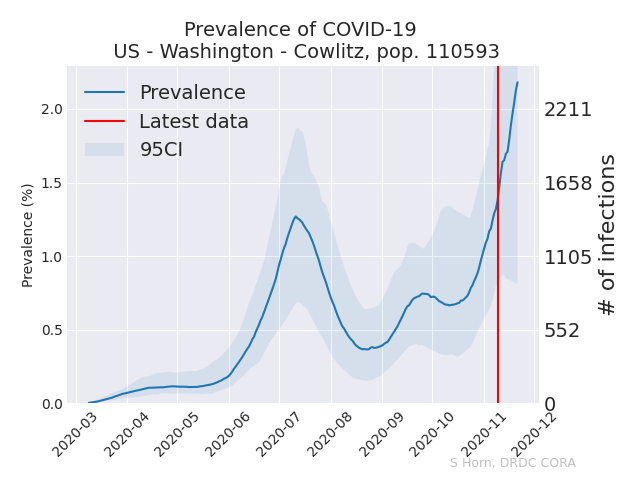 Prevalence of COVID-19
US - Washington - Cowlitz, pop. 110593
Prevalence
Latest data
95CI
Prevalence (%)
2.0
1.5
1.0
0.5
0.0
2211
1658
1105
552
0
# of infections
2020-03
2020-04
2020-05
2020-06
2020-07
2020-08
2020-09
2020-10
2020-11
2020-12
S Horn, DRDC CORA